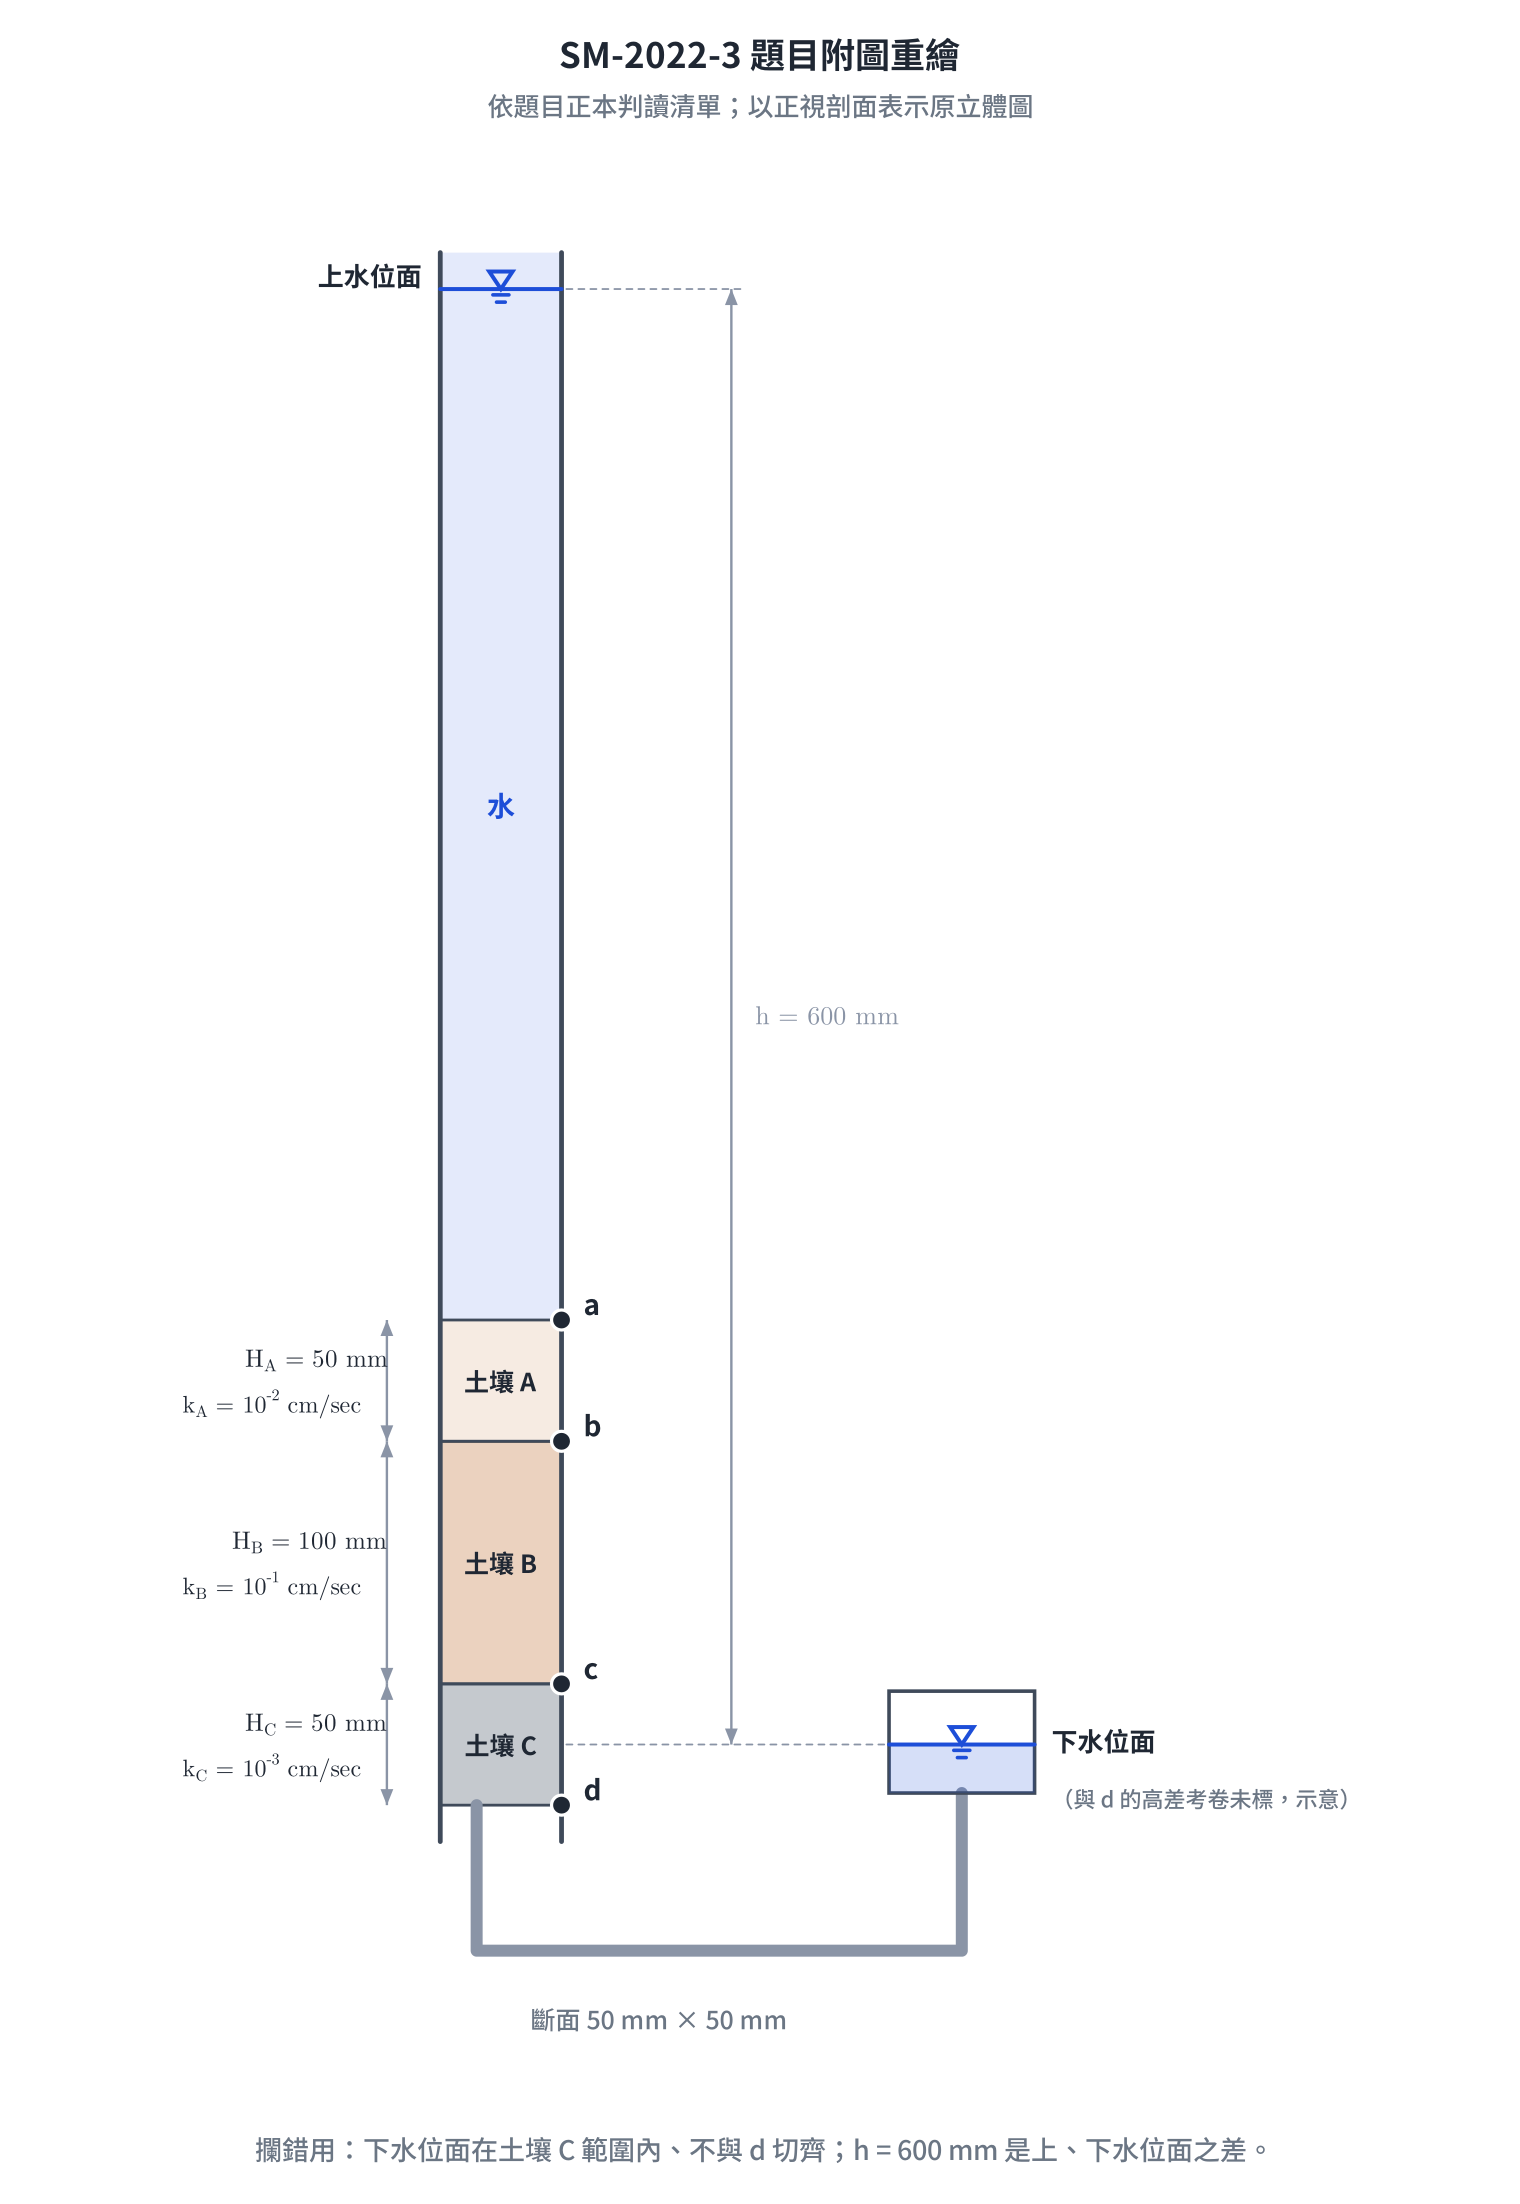 SM-2022-3 題目附圖重繪
依題目正本判讀清單；以正視剖面表示原立體圖
上水位面
水
h = 600 mm
a
H_A = 50 mm
土壤 A
k_A = 10^-2 cm/sec
b
H_B = 100 mm
土壤 B
k_B = 10^-1 cm/sec
c
H_C = 50 mm
土壤 C
下水位面
k_C = 10^-3 cm/sec
d
（與 d 的高差考卷未標，示意）
斷面 50 mm × 50 mm
攔錯用：下水位面在土壤 C 範圍內、不與 d 切齊；h = 600 mm 是上、下水位面之差。